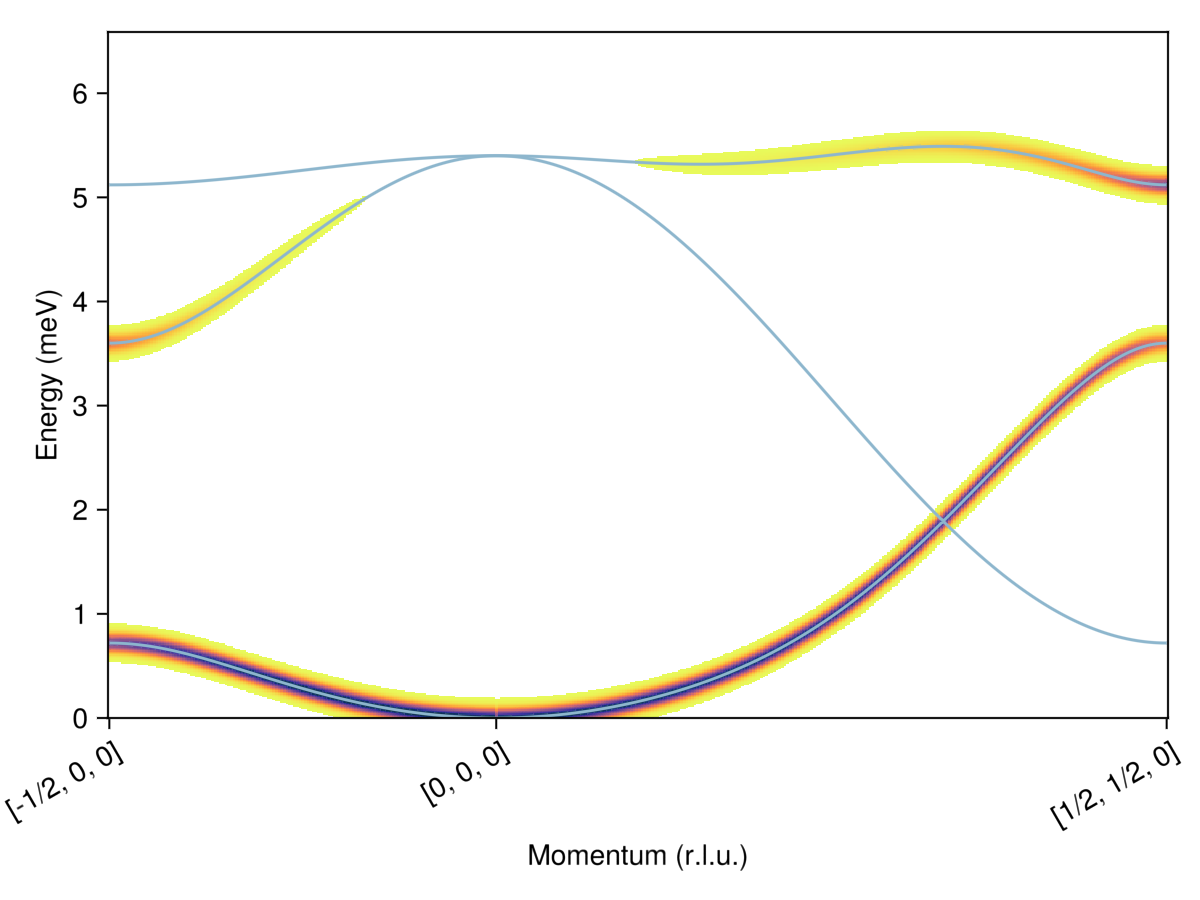 6
5
4
3
2
1
0
Energy (meV)
[-1/2, 0, 0]
[0, 0, 0]
[1/2, 1/2, 0]
Momentum (r.l.u.)